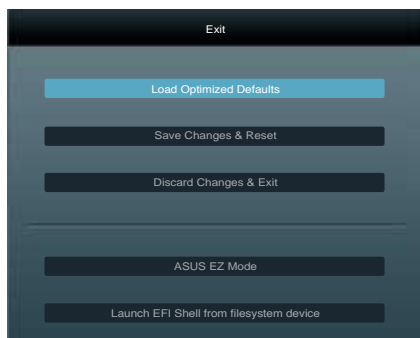 Exit
Load Optimized Defaults
Save Changes & Reset
Discard Changes & Exit
ASUS EZ Mode
Launch EFI Shell from filesystem device